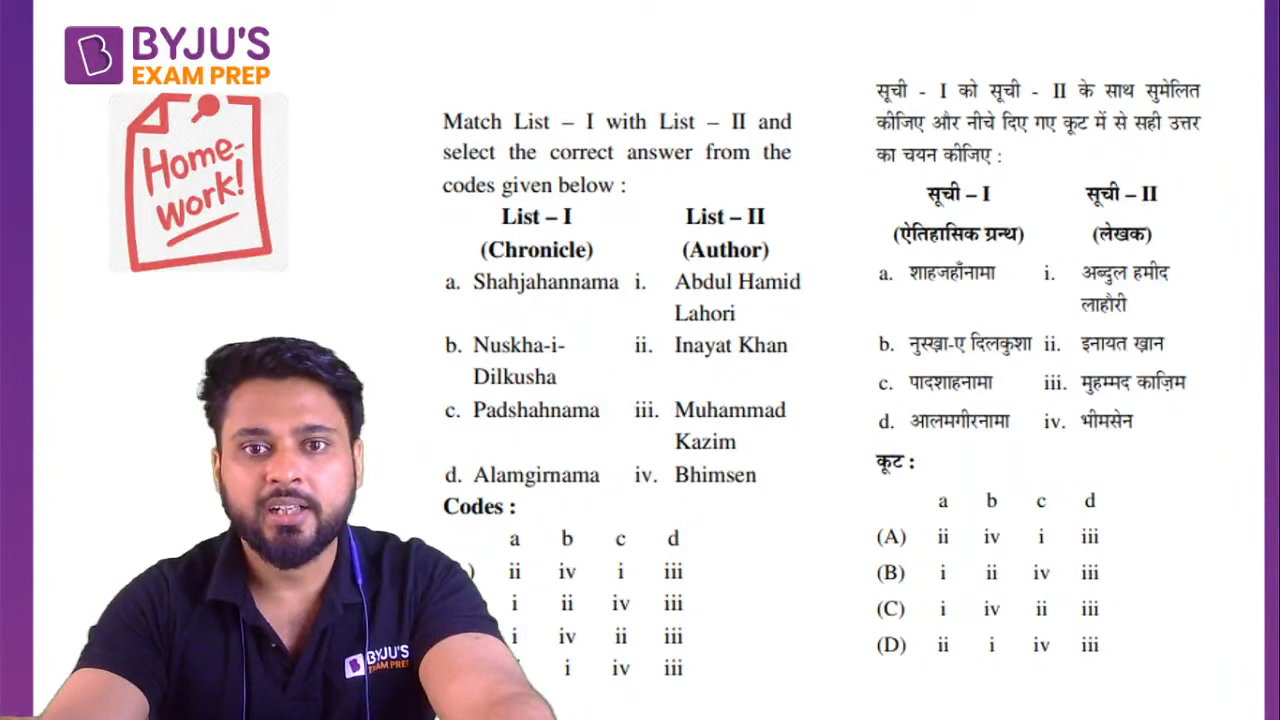 BYJU'S
EXAM PREP
Home-
work!
Match List – I with List – II and
select the correct answer from the
codes given below :
List – I List – II
(Chronicle) (Author)
a. Shahjahannama i. Abdul Hamid
Lahori
b. Nuskha-i- ii. Inayat Khan
Dilkusha
c. Padshahnama iii. Muhammad
Kazim
d. Alamgirnama iv. Bhimsen
Codes :
a b c d
) ii iv i iii
i ii iv iii
i iv ii iii
i iv iii
सूची - I को सूची - II के साथ सुमेलित
कीजिए और नीचे दिए गए कूट में से सही उत्तर
का चयन कीजिए :
सूची – I सूची – II
(ऐतिहासिक ग्रन्थ) (लेखक)
a. शाहजहाँनामा i. अब्दुल हमीद
लाहौरी
b. नुस्ख़ा-ए दिलकुशा ii. इनायत ख़ान
c. पादशाहनामा iii. मुहम्मद काज़िम
d. आलमगीरनामा iv. भीमसेन
कूट :
a b c d
(A) ii iv i iii
(B) i ii iv iii
(C) i iv ii iii
(D) ii i iv iii
BYJU'S
EXAM PREP